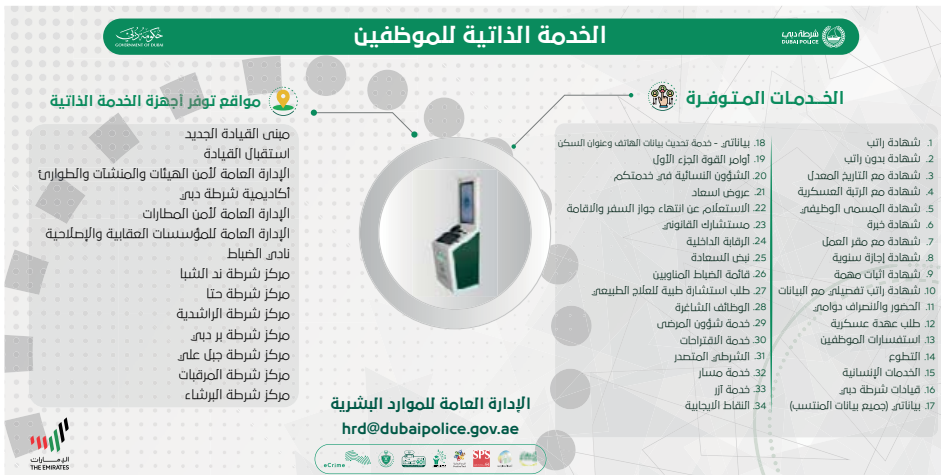 شرطة دبي
DUBAI POLICE
الخدمة الذاتية للموظفين
حكومة دبي
GOVERNMENT OF DUBAI
الخدمات المتوفرة
1. شهادة راتب
2. شهادة بدون راتب
3. شهادة مع التاريخ المعدل
4. شهادة مع الرتبة العسكرية
5. شهادة المسمى الوظيفي
6. شهادة خبرة
7. شهادة مع مقر العمل
8. شهادة إجازة سنوية
9. شهادة اثبات مهمة
10. شهادة راتب تفصيلي مع البيانات
11. الحضور والانصراف دوامي
12. طلب عهدة عسكرية
13. استفسارات الموظفين
14. التطوع
15. الخدمات الإنسانية
16. قيادات شرطة دبي
17. بياناتي (جميع بيانات المنتسب)
18. بياناتي - خدمة تحديث بيانات الهاتف وعنوان السكن
19. أوامر القوة الجزء الأول
20. الشؤون النسائية في خدمتكم
21. عروض اسعاد
22. الاستعلام عن انتهاء جواز السفر والاقامة
23. مستشارك القانوني
24. الرقابة الداخلية
25. نبض السعادة
26. قائمة الضباط المناوبين
27. طلب استشارة طبية للعلاج الطبيعي
28. الوظائف الشاغرة
29. خدمة شؤون المرضى
30. خدمة الاقتراحات
31. الشرطي المتصدر
32. خدمة مسار
33. خدمة آزر
34. النقاط الايجابية
مواقع توفر أجهزة الخدمة الذاتية
مبنى القيادة الجديد
استقبال القيادة
الإدارة العامة لأمن الهيئات والمنشآت والطوارئ
أكاديمية شرطة دبي
الإدارة العامة لأمن المطارات
الإدارة العامة للمؤسسات العقابية والإصلاحية
نادي الضباط
مركز شرطة ند الشبا
مركز شرطة حتا
مركز شرطة الراشدية
مركز شرطة بر دبي
مركز شرطة جبل علي
مركز شرطة المرقبات
مركز شرطة البرشاء
الإدارة العامة للموارد البشرية
hrd@dubaipolice.gov.ae
eCrime
SPS
الإمارات
THE EMIRATES